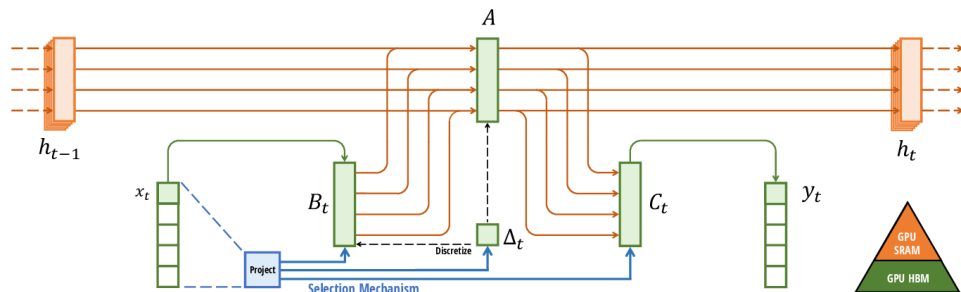 A
h_{t-1}
h_t
x_t
B_t
Δ_t
C_t
y_t
Discretize
Project
Selection Mechanism
GPU
SRAM
GPU HBM